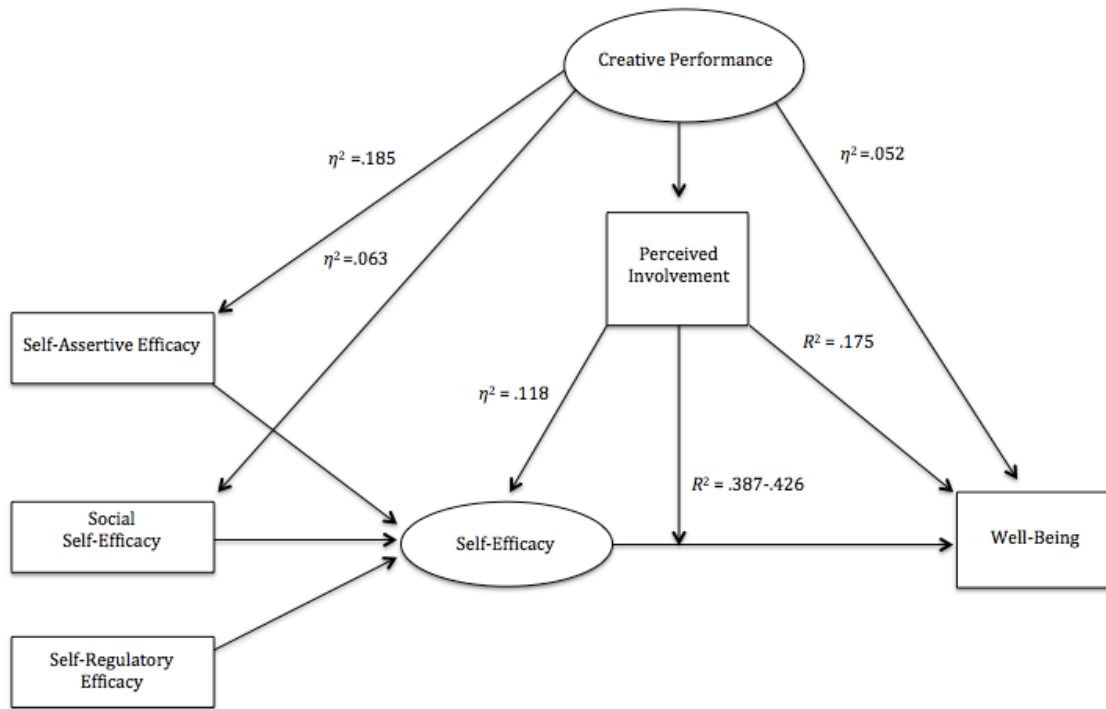 Creative Performance
η² =.185
η² =.052
η² =.063
Perceived
Involvement
Self-Assertive Efficacy
R² = .175
η² = .118
R² = .387-.426
Social
Self-Efficacy
Self-Efficacy
Well-Being
Self-Regulatory
Efficacy